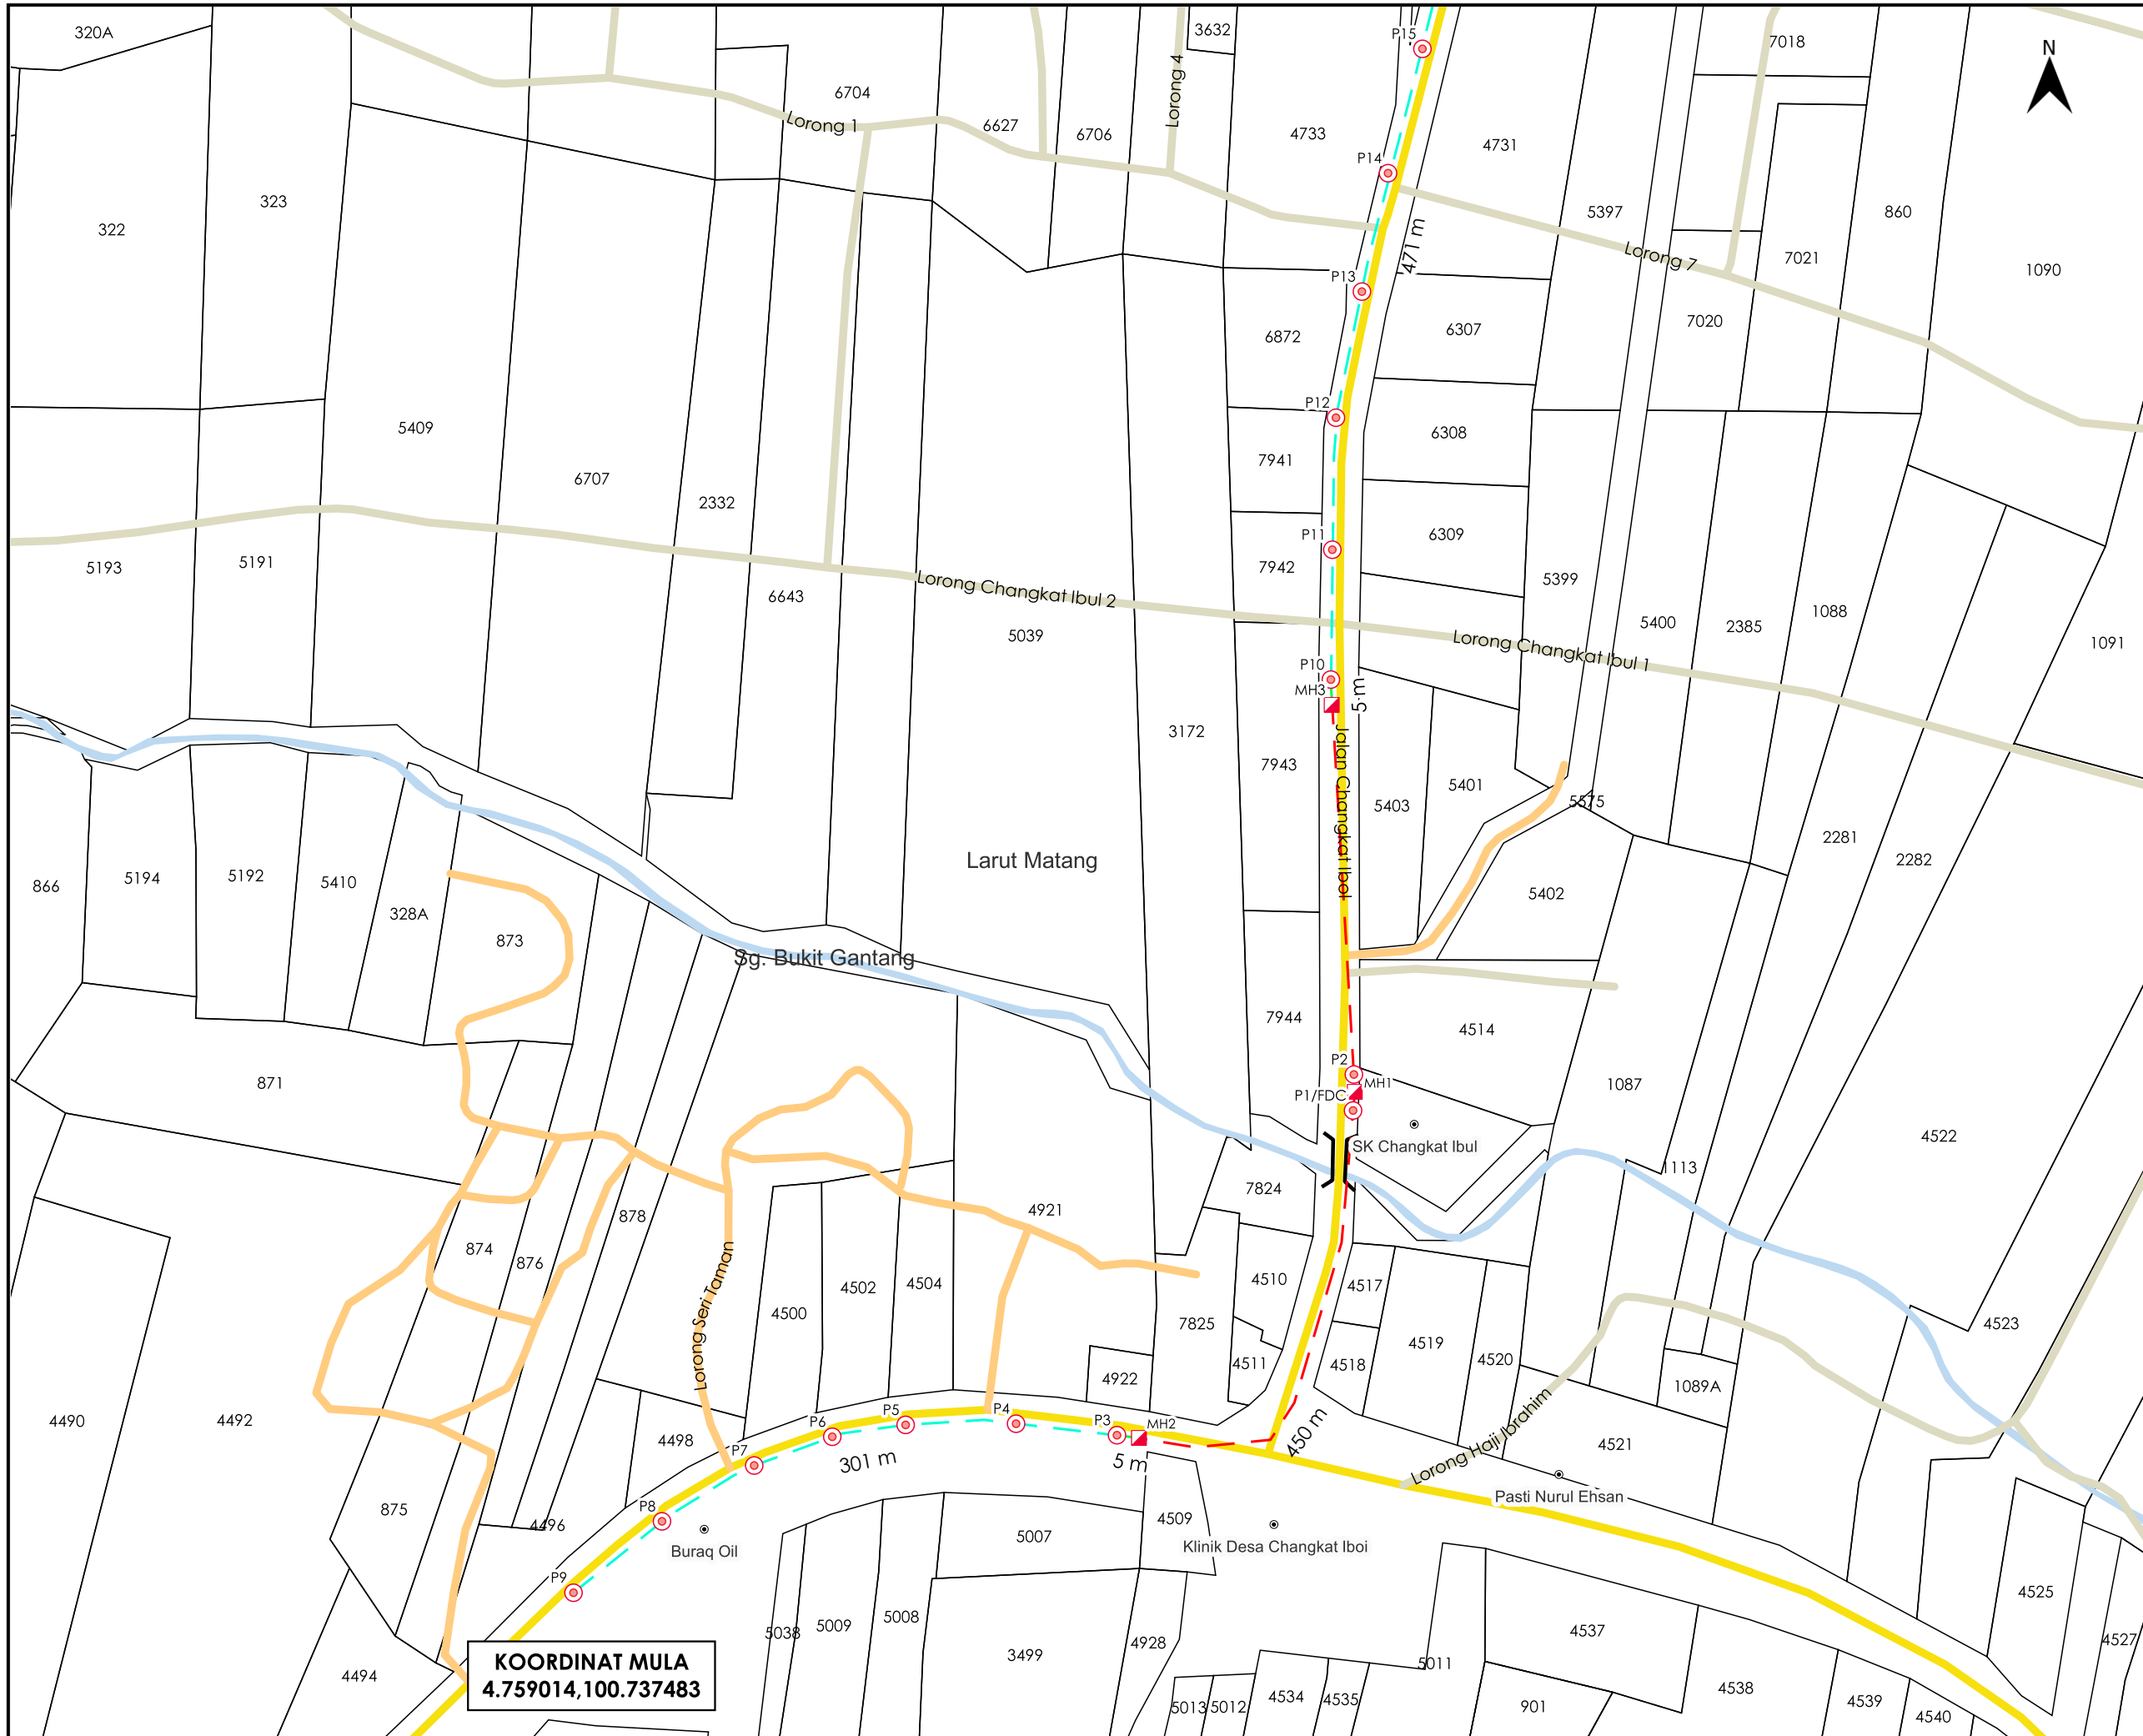 320A
3632
P15
7018
N
6704
Lorong 1
6627
6706
Lorong 4
4733
P14
4731
323
322
5397
860
471 m
Lorong 7
7021
1090
P13
7020
6872
6307
P12
5409
6308
7941
6707
2332
P11
6309
5193
5191
7942
5399
Lorong Changkat Ibul 2
6643
5039
5400
2385
1088
Lorong Changkat Ibul 1
1091
P10
MH3
5 m
3172
7943
Jalan Changkat Ibol
5401
5403
5575
2281
2282
Larut Matang
866
5194
5192
5410
328A
5402
873
Sg. Bukit Gantang
7944
4514
P2
MH1
871
P1/FDC
1087
SK Changkat Ibul
4522
1113
7824
4921
878
874
876
Lorong Seri Taman
4500
4502
4504
4510
4517
7825
4523
4519
4511
4518
4520
4922
1089A
4490
4492
P5
P4
P6
P3
MH2
Lorong Haji Ibrahim
450 m
4498
P7
301 m
5 m
4521
Pasti Nurul Ehsan
875
P8
4496
Buraq Oil
5007
4509
Klinik Desa Changkat Iboi
P9
5038
5009
5008
4525
4537
4928
4527
3499
5011
KOORDINAT MULA
4.759014,100.737483
4494
5013
5012
4534
4535
901
4538
4539
4540